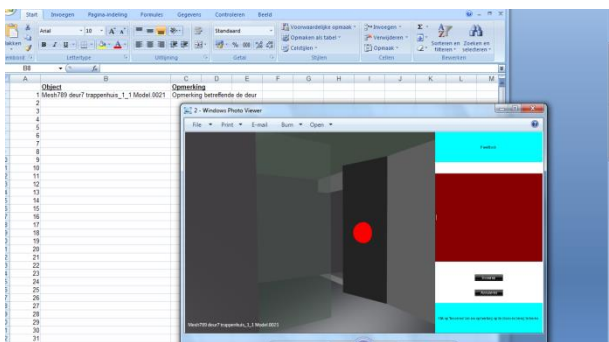 Start Invoegen Pagina-indeling Formules Gegevens Controleren Beeld
Arial 10 Standaard Voorwaardelijke opmaak Invoegen
Opmaken als tabel Verwijderen Sorteren en Zoeken en
Celstijlen Opmaak filteren selecteren
Lettertype Uitlijning Getal Stijlen Cellen Bewerken
B8 fx
A B C D E F G H I J K L M
Object Opmerking
1 Mesh789 deur7 trappenhuis_1_1 Model.0021 Opmerking betreffende de deur
2
3
4
5
6
7
8
9
10
11
12
13
14
15
16
17
18
19
20
21
22
23
24
25
26
27
28
29
30
31
2 - Windows Photo Viewer
File Print E-mail Burn Open
Mesh789 deur7 trappenhuis_1_1 Model.0021